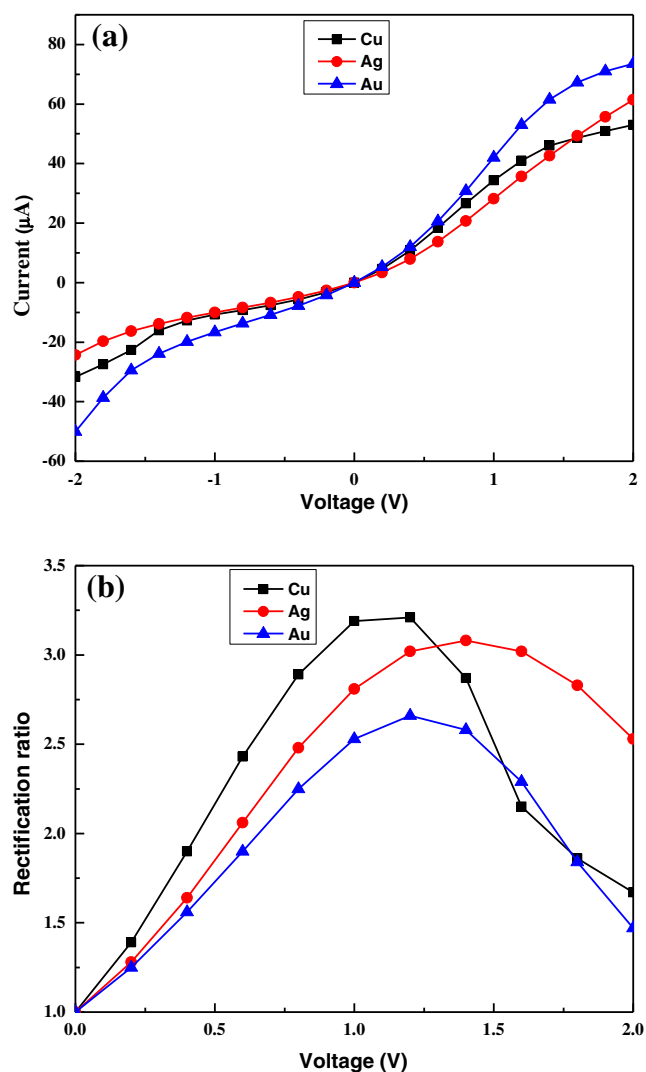 (a)
Cu
Ag
Au
80
60
40
20
0
-20
-40
-60
Current (µA)
-2
-1
0
1
2
Voltage (V)
(b)
Cu
Ag
Au
3.5
3.0
2.5
2.0
1.5
1.0
Rectification ratio
0.0
0.5
1.0
1.5
2.0
Voltage (V)